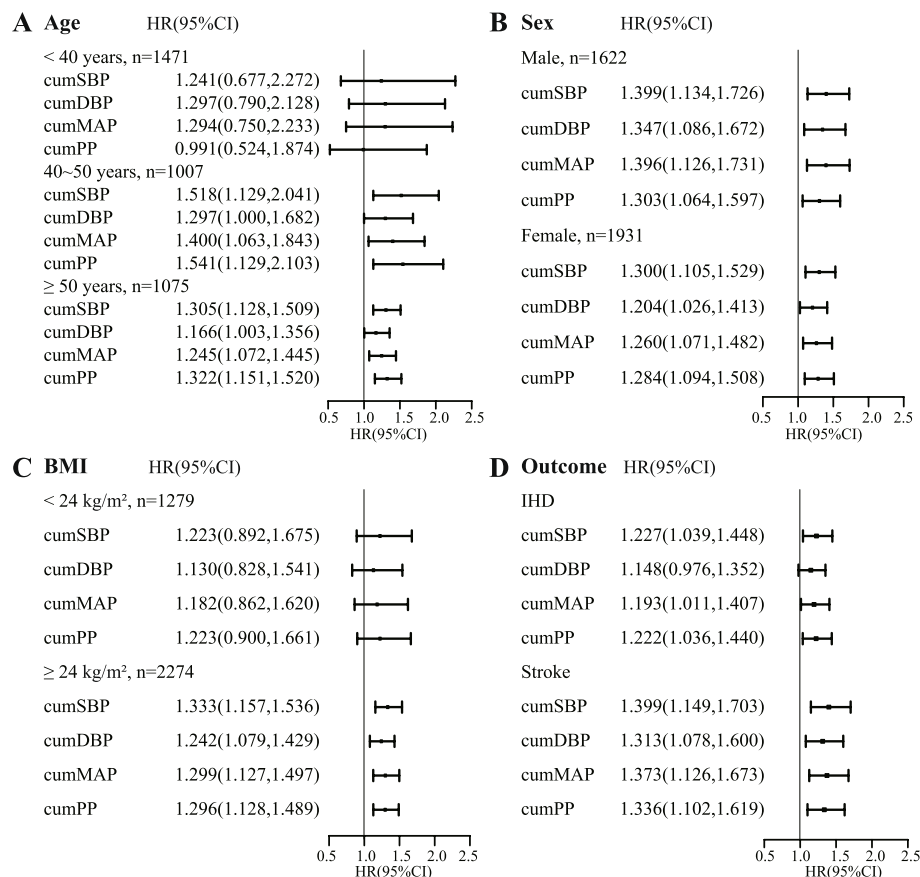 A Age HR(95%CI)
< 40 years, n=1471
cumSBP 1.241(0.677,2.272)
cumDBP 1.297(0.790,2.128)
cumMAP 1.294(0.750,2.233)
cumPP 0.991(0.524,1.874)
40~50 years, n=1007
cumSBP 1.518(1.129,2.041)
cumDBP 1.297(1.000,1.682)
cumMAP 1.400(1.063,1.843)
cumPP 1.541(1.129,2.103)
≥ 50 years, n=1075
cumSBP 1.305(1.128,1.509)
cumDBP 1.166(1.003,1.356)
cumMAP 1.245(1.072,1.445)
cumPP 1.322(1.151,1.520)
0.5 1.0 1.5 2.0 2.5
HR(95%CI)
B Sex HR(95%CI)
Male, n=1622
cumSBP 1.399(1.134,1.726)
cumDBP 1.347(1.086,1.672)
cumMAP 1.396(1.126,1.731)
cumPP 1.303(1.064,1.597)
Female, n=1931
cumSBP 1.300(1.105,1.529)
cumDBP 1.204(1.026,1.413)
cumMAP 1.260(1.071,1.482)
cumPP 1.284(1.094,1.508)
0.5 1.0 1.5 2.0 2.5
HR(95%CI)
C BMI HR(95%CI)
< 24 kg/m², n=1279
cumSBP 1.223(0.892,1.675)
cumDBP 1.130(0.828,1.541)
cumMAP 1.182(0.862,1.620)
cumPP 1.223(0.900,1.661)
≥ 24 kg/m², n=2274
cumSBP 1.333(1.157,1.536)
cumDBP 1.242(1.079,1.429)
cumMAP 1.299(1.127,1.497)
cumPP 1.296(1.128,1.489)
0.5 1.0 1.5 2.0 2.5
HR(95%CI)
D Outcome HR(95%CI)
IHD
cumSBP 1.227(1.039,1.448)
cumDBP 1.148(0.976,1.352)
cumMAP 1.193(1.011,1.407)
cumPP 1.222(1.036,1.440)
Stroke
cumSBP 1.399(1.149,1.703)
cumDBP 1.313(1.078,1.600)
cumMAP 1.373(1.126,1.673)
cumPP 1.336(1.102,1.619)
0.5 1.0 1.5 2.0 2.5
HR(95%CI)